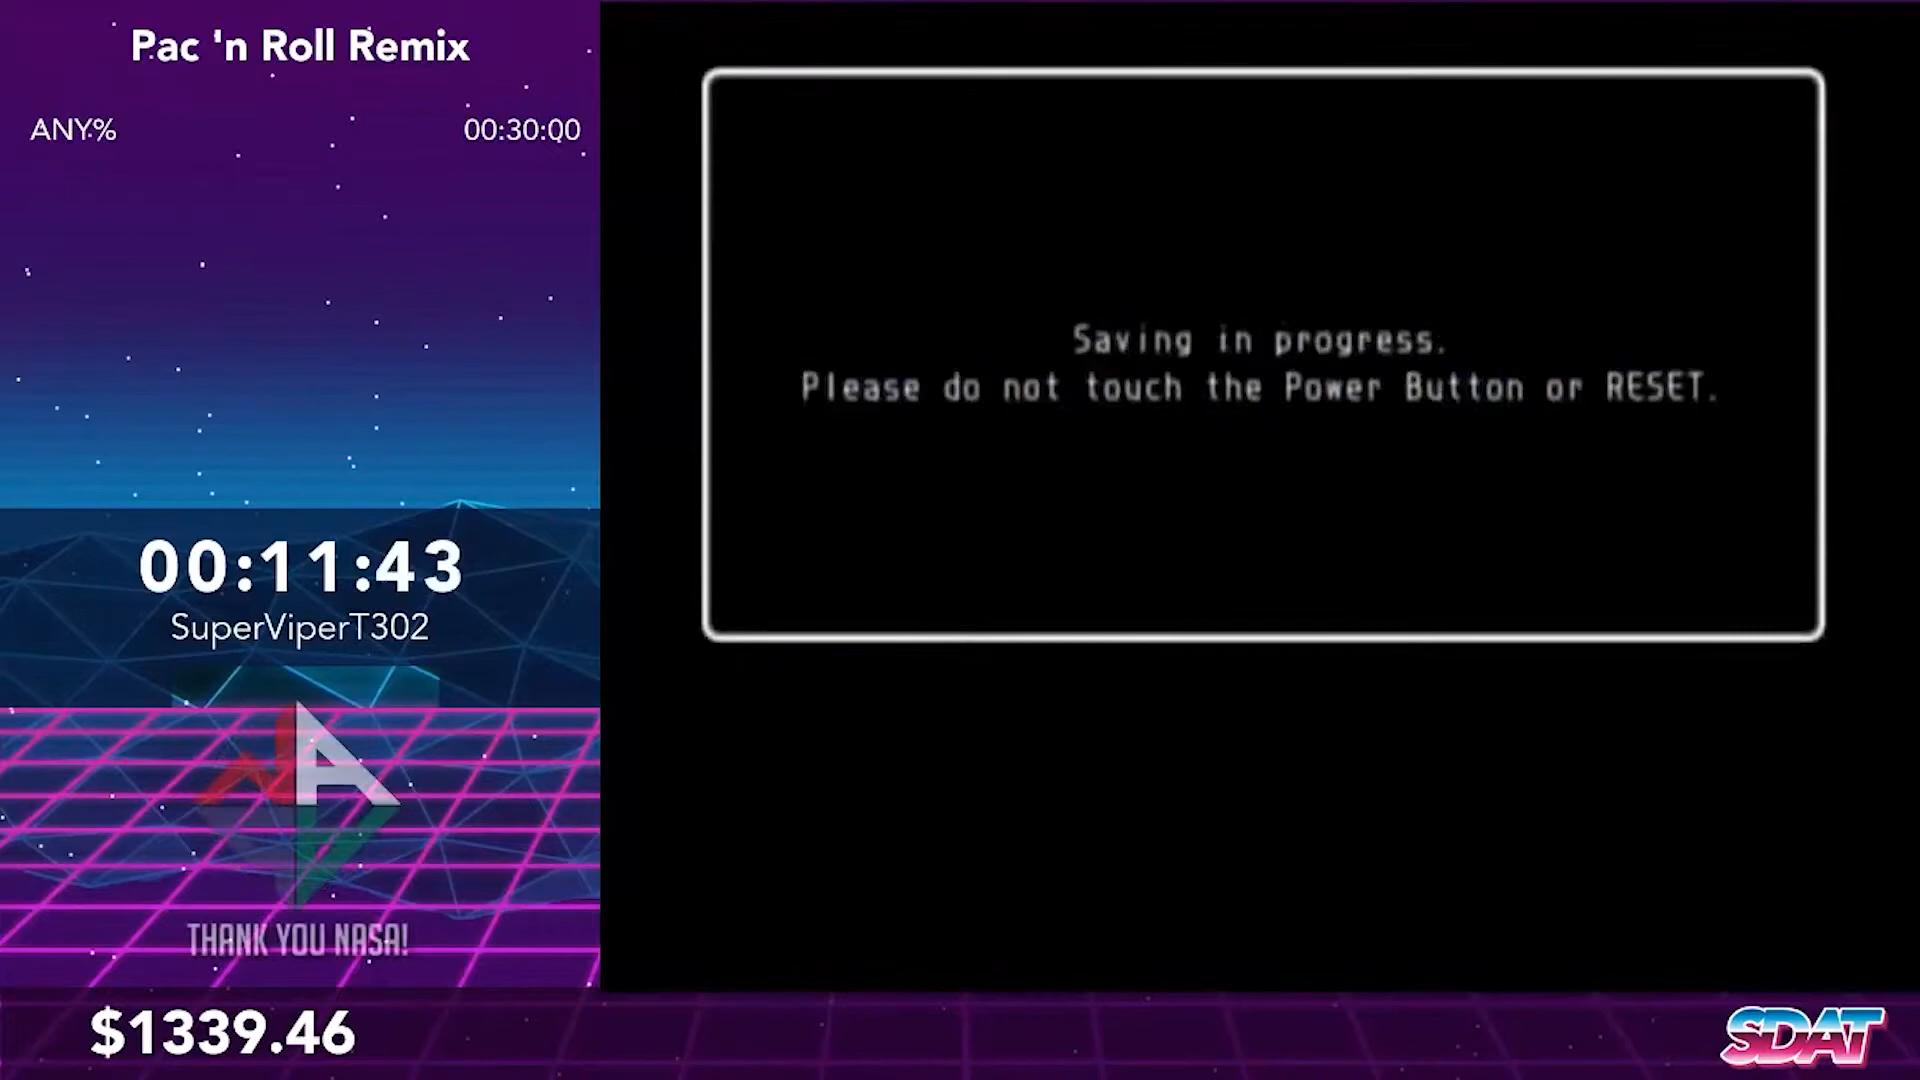 Pac 'n Roll Remix
ANY%
00:30:00
Saving in progress.
Please do not touch the Power Button or RESET.
00:11:43
SuperViperT302
A
THANK YOU NASA!
$1339.46
SDAT